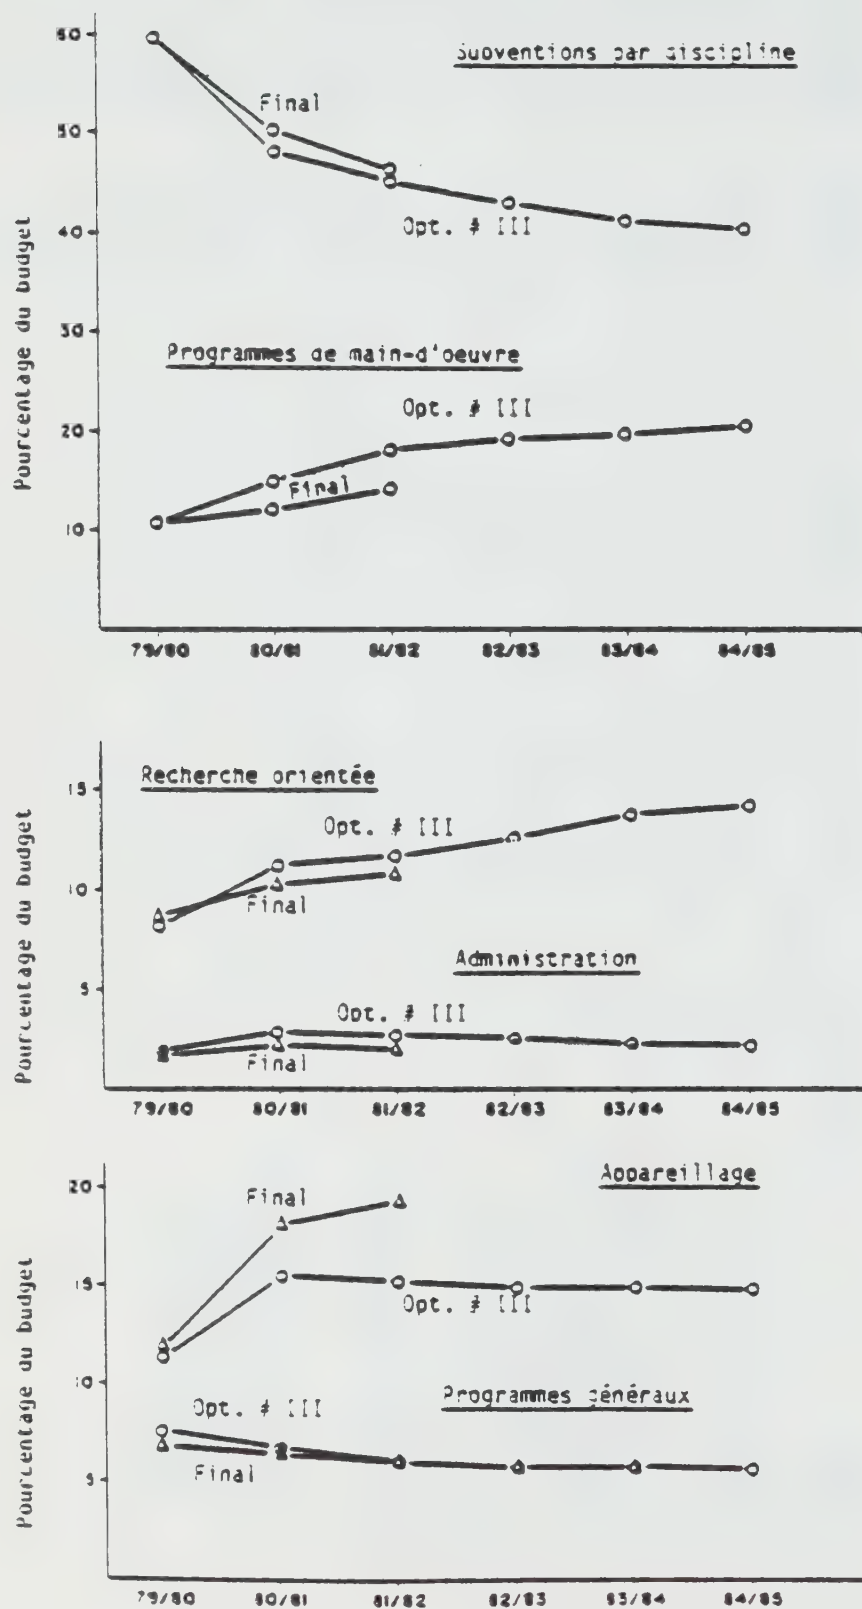 Subventions par discipline
Pourcentage du budget
60
50
40
30
20
10
Final
Opt. # III
Programmes de main-d'oeuvre
Opt. # III
Final
79/80 80/81 81/82 82/83 83/84 84/85
Pourcentage du budget
15
10
5
Recherche orientée
Opt. # III
Final
Administration
Opt. # III
Final
79/80 80/81 81/82 82/83 83/84 84/85
Pourcentage du budget
20
15
10
5
Appareillage
Final
Opt. # III
Programmes généraux
Opt. # III
Final
79/80 80/81 81/82 82/83 83/84 84/85